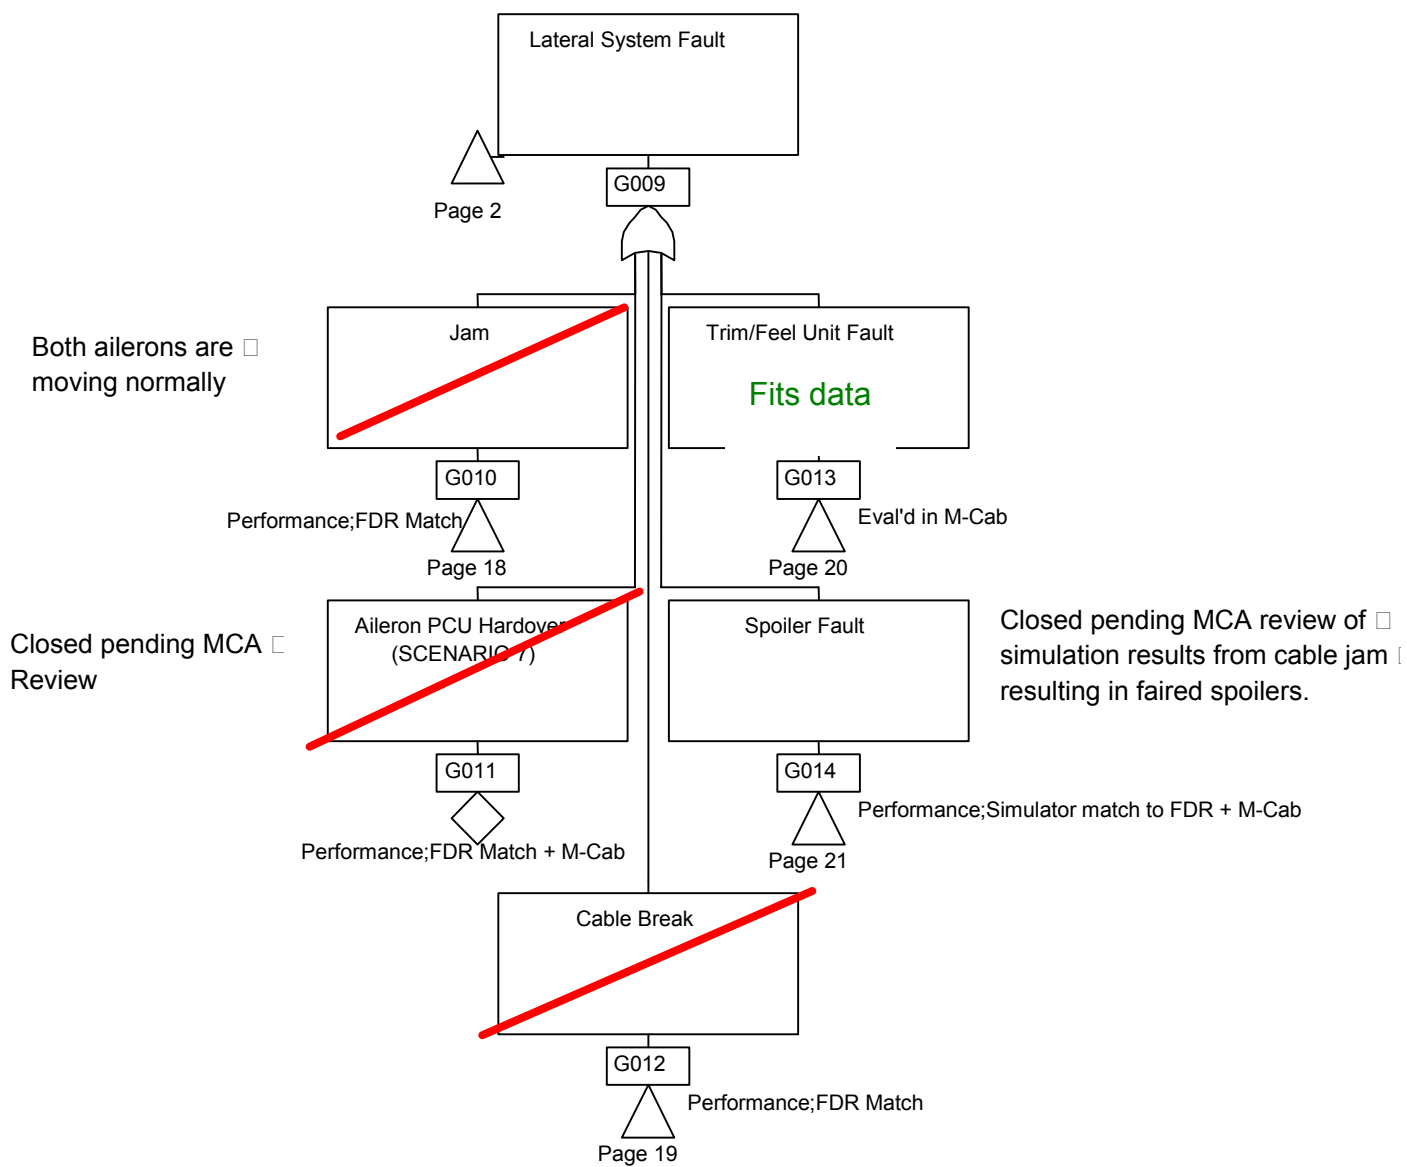 Lateral System Fault
Page 2
G009
Both ailerons are
moving normally
Jam
G010
Performance;FDR Match
Page 18
Trim/Feel Unit Fault
Fits data
G013
Eval'd in M-Cab
Page 20
Closed pending MCA
Review
Aileron PCU Hardover
(SCENARIO 7)
G011
Performance;FDR Match + M-Cab
Spoiler Fault
G014
Performance;Simulator match to FDR + M-Cab
Page 21
Closed pending MCA review of
simulation results from cable jam
resulting in faired spoilers.
Cable Break
G012
Performance;FDR Match
Page 19